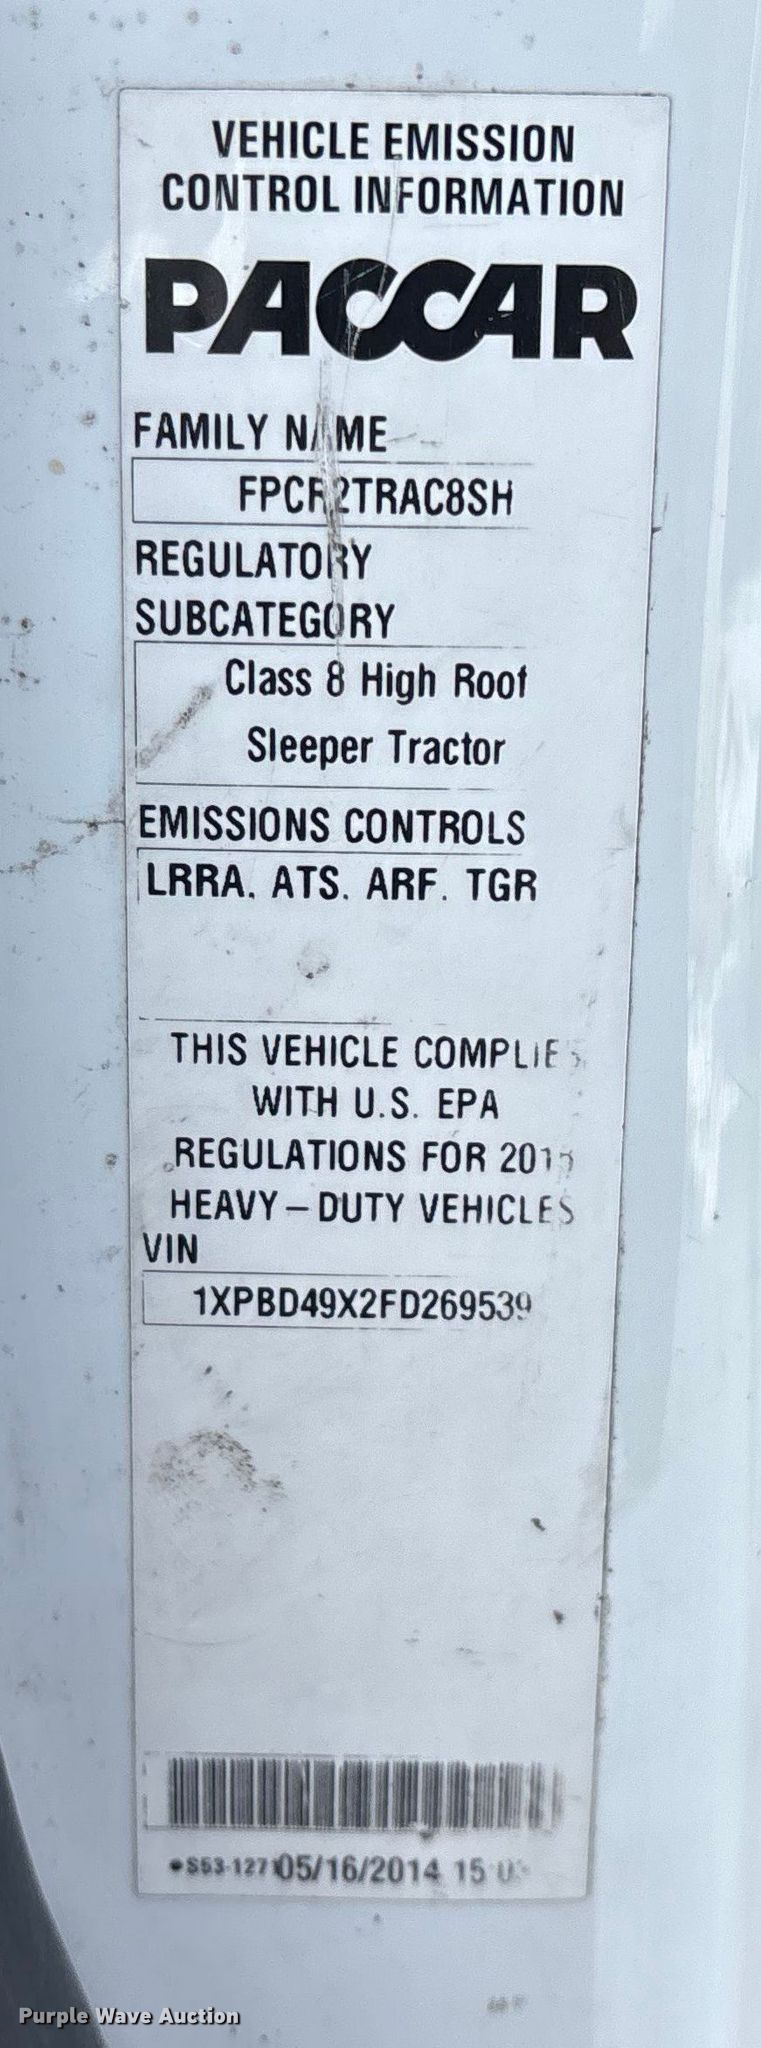 VEHICLE EMISSION
CONTROL INFORMATION
PACCAR
FAMILY NAME
FPCR2TRAC8SH
REGULATORY
SUBCATEGORY
Class 8 High Roof
Sleeper Tractor
EMISSIONS CONTROLS
LRRA. ATS. ARF. TGR
THIS VEHICLE COMPLIES
WITH U.S. EPA
REGULATIONS FOR
HEAVY-DUTY VEHICLES
VIN
1XPBD49X2FD269539
05/16/2014
Purple Wave Auction